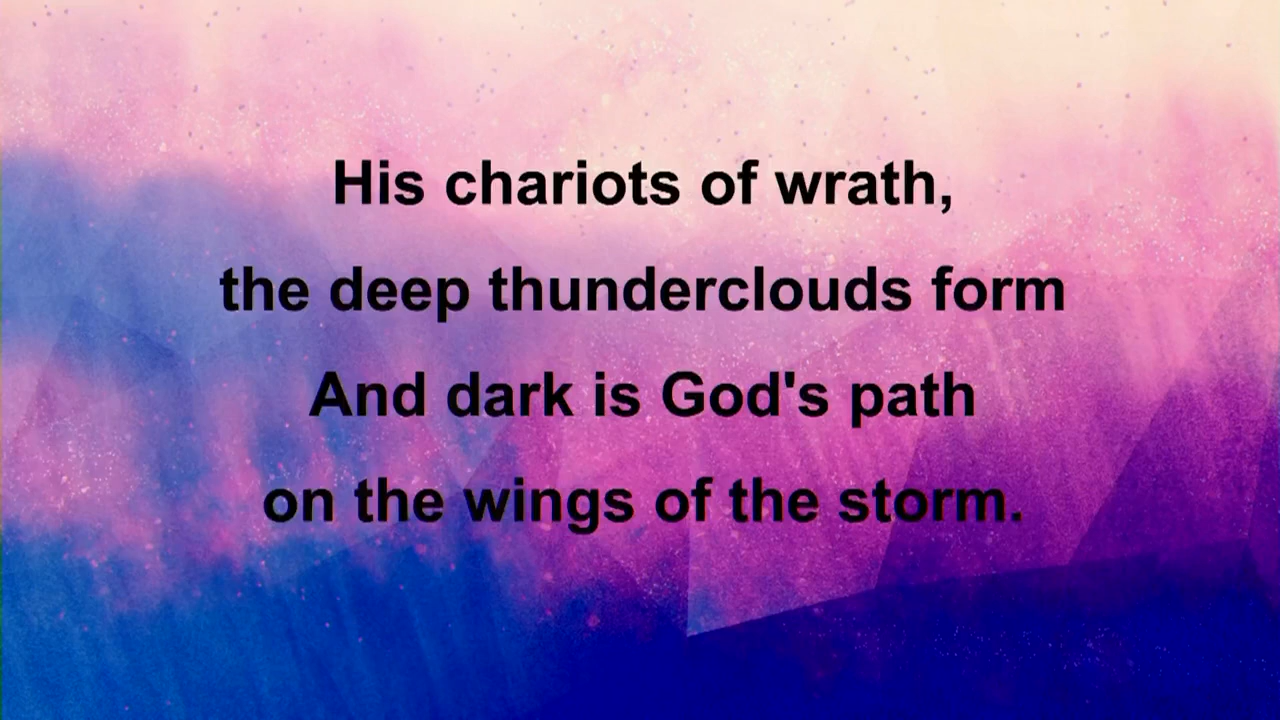 His chariots of wrath,
the deep thunderclouds form
And dark is God's path
on the wings of the storm.